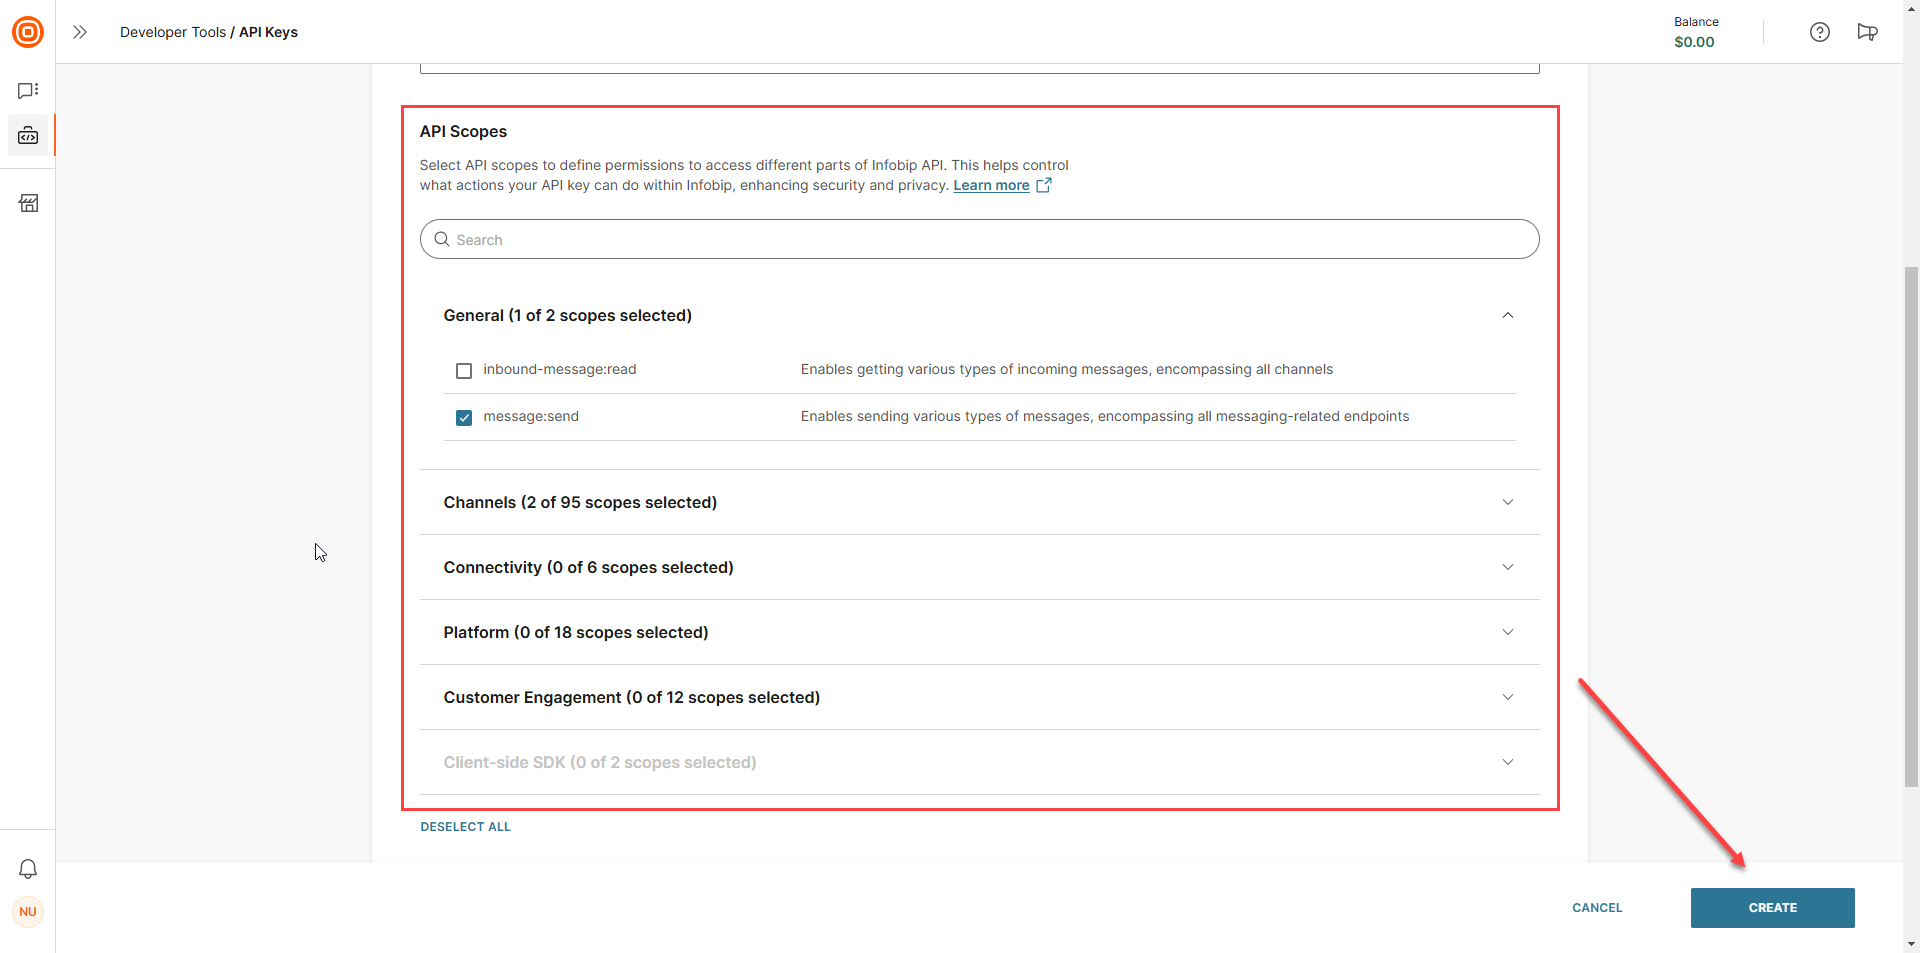 Developer Tools / API Keys
Balance
$0.00
API Scopes
Select API scopes to define permissions to access different parts of Infobip API. This helps control
what actions your API key can do within Infobip, enhancing security and privacy. Learn more
Search
General (1 of 2 scopes selected)
inbound-message:read Enables getting various types of incoming messages, encompassing all channels
message:send Enables sending various types of messages, encompassing all messaging-related endpoints
Channels (2 of 95 scopes selected)
Connectivity (0 of 6 scopes selected)
Platform (0 of 18 scopes selected)
Customer Engagement (0 of 12 scopes selected)
Client-side SDK (0 of 2 scopes selected)
DESELECT ALL
NU
CANCEL
CREATE